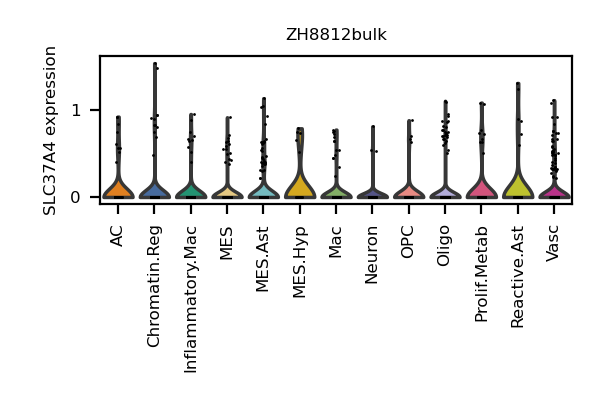 ZH8812bulk
SLC37A4 expression
1
0
AC
Chromatin.Reg
Inflammatory.Mac
MES
MES.Ast
MES.Hyp
Mac
Neuron
OPC
Oligo
Prolif.Metab
Reactive.Ast
Vasc